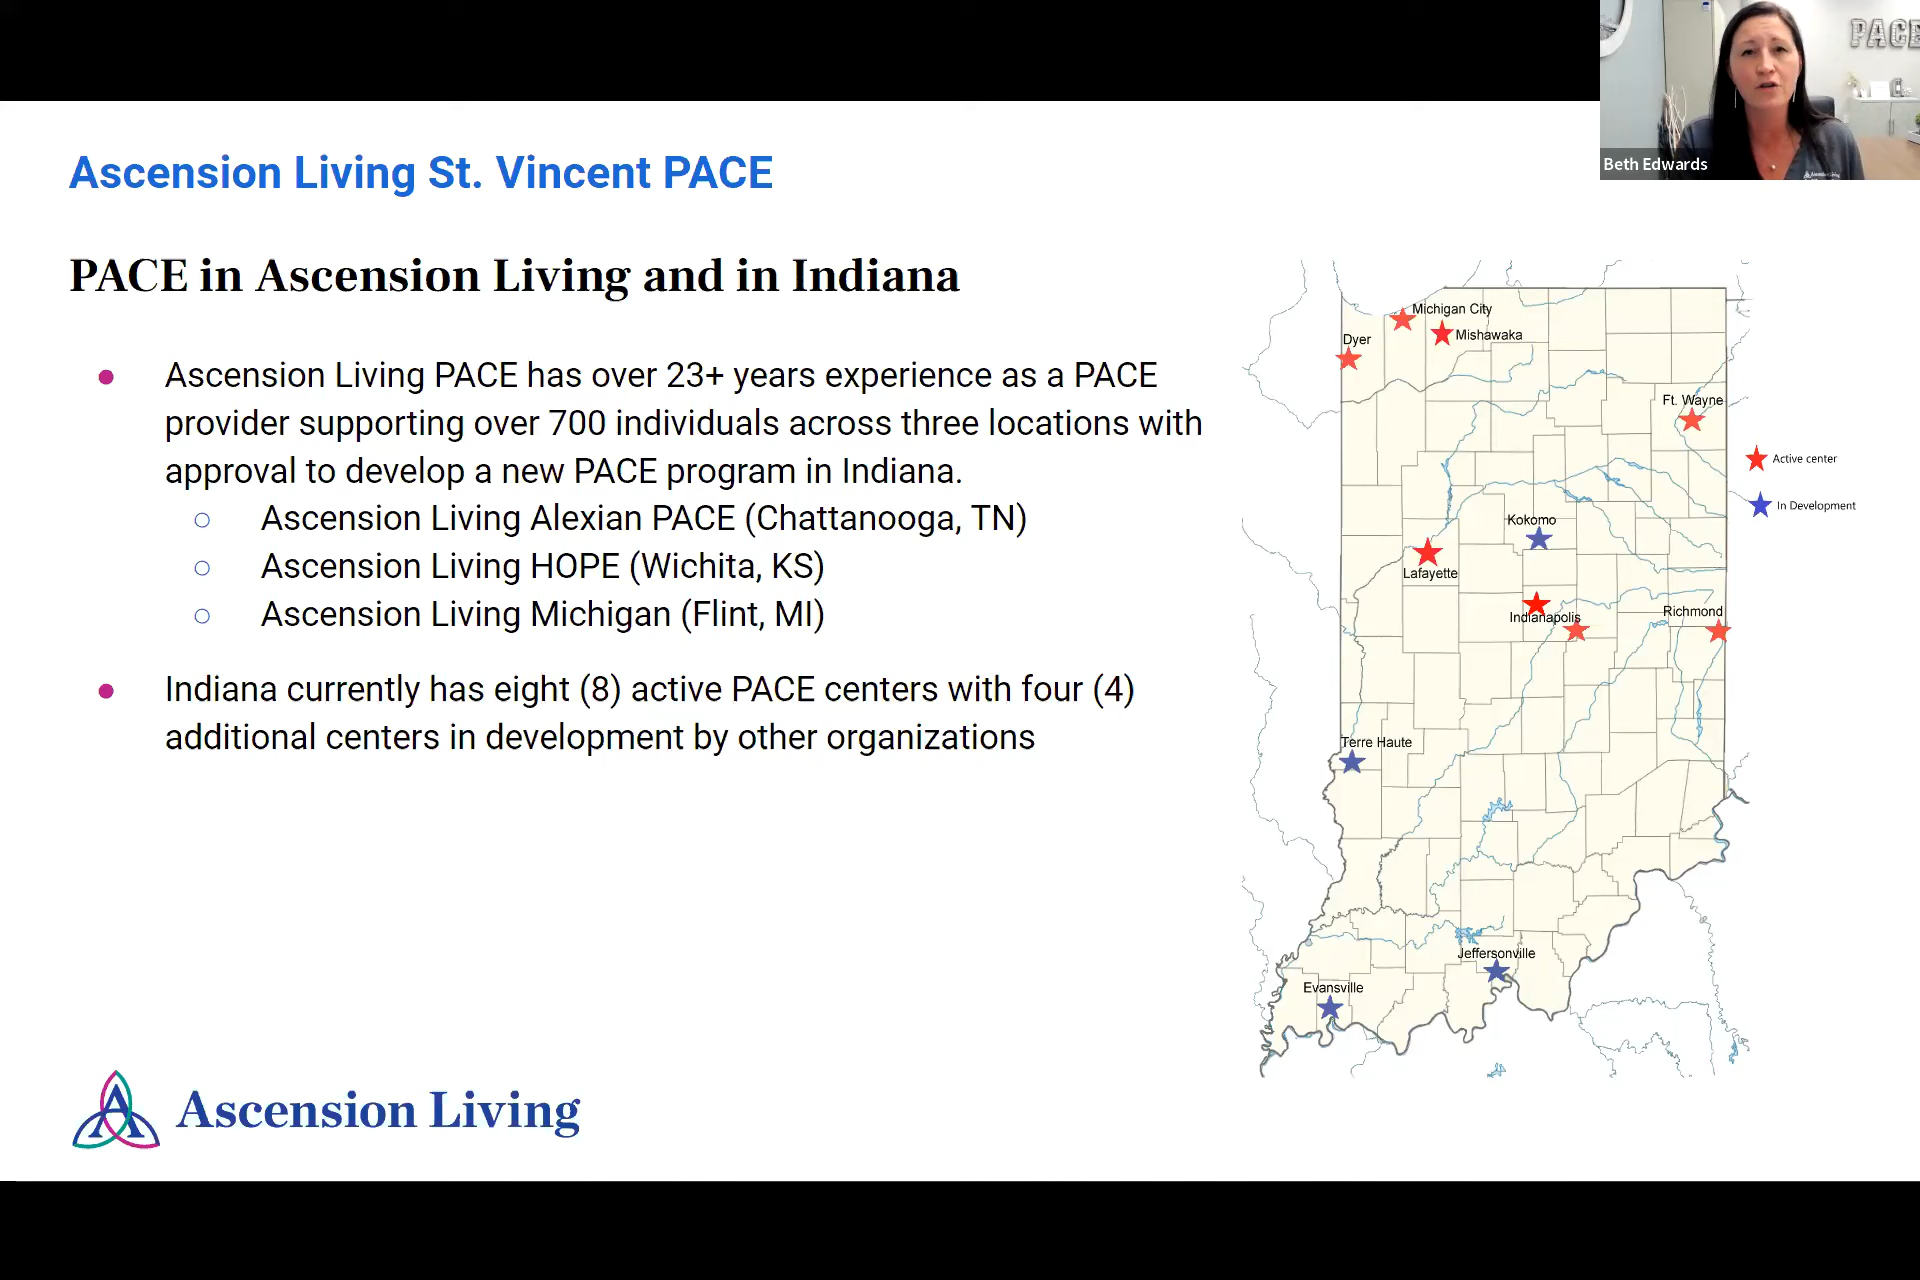 PACE
Beth Edwards
Ascension Living
Ascension Living St. Vincent PACE
PACE in Ascension Living and in Indiana
Ascension Living PACE has over 23+ years experience as a PACE
provider supporting over 700 individuals across three locations with
approval to develop a new PACE program in Indiana.
Ascension Living Alexian PACE (Chattanooga, TN)
Ascension Living HOPE (Wichita, KS)
Ascension Living Michigan (Flint, MI)
Indiana currently has eight (8) active PACE centers with four (4)
additional centers in development by other organizations
Michigan City
Mishawaka
Dyer
Ft. Wayne
Active center
In Development
Kokomo
Lafayette
Indianapolis
Richmond
Terre Haute
Jeffersonville
Evansville
Ascension Living